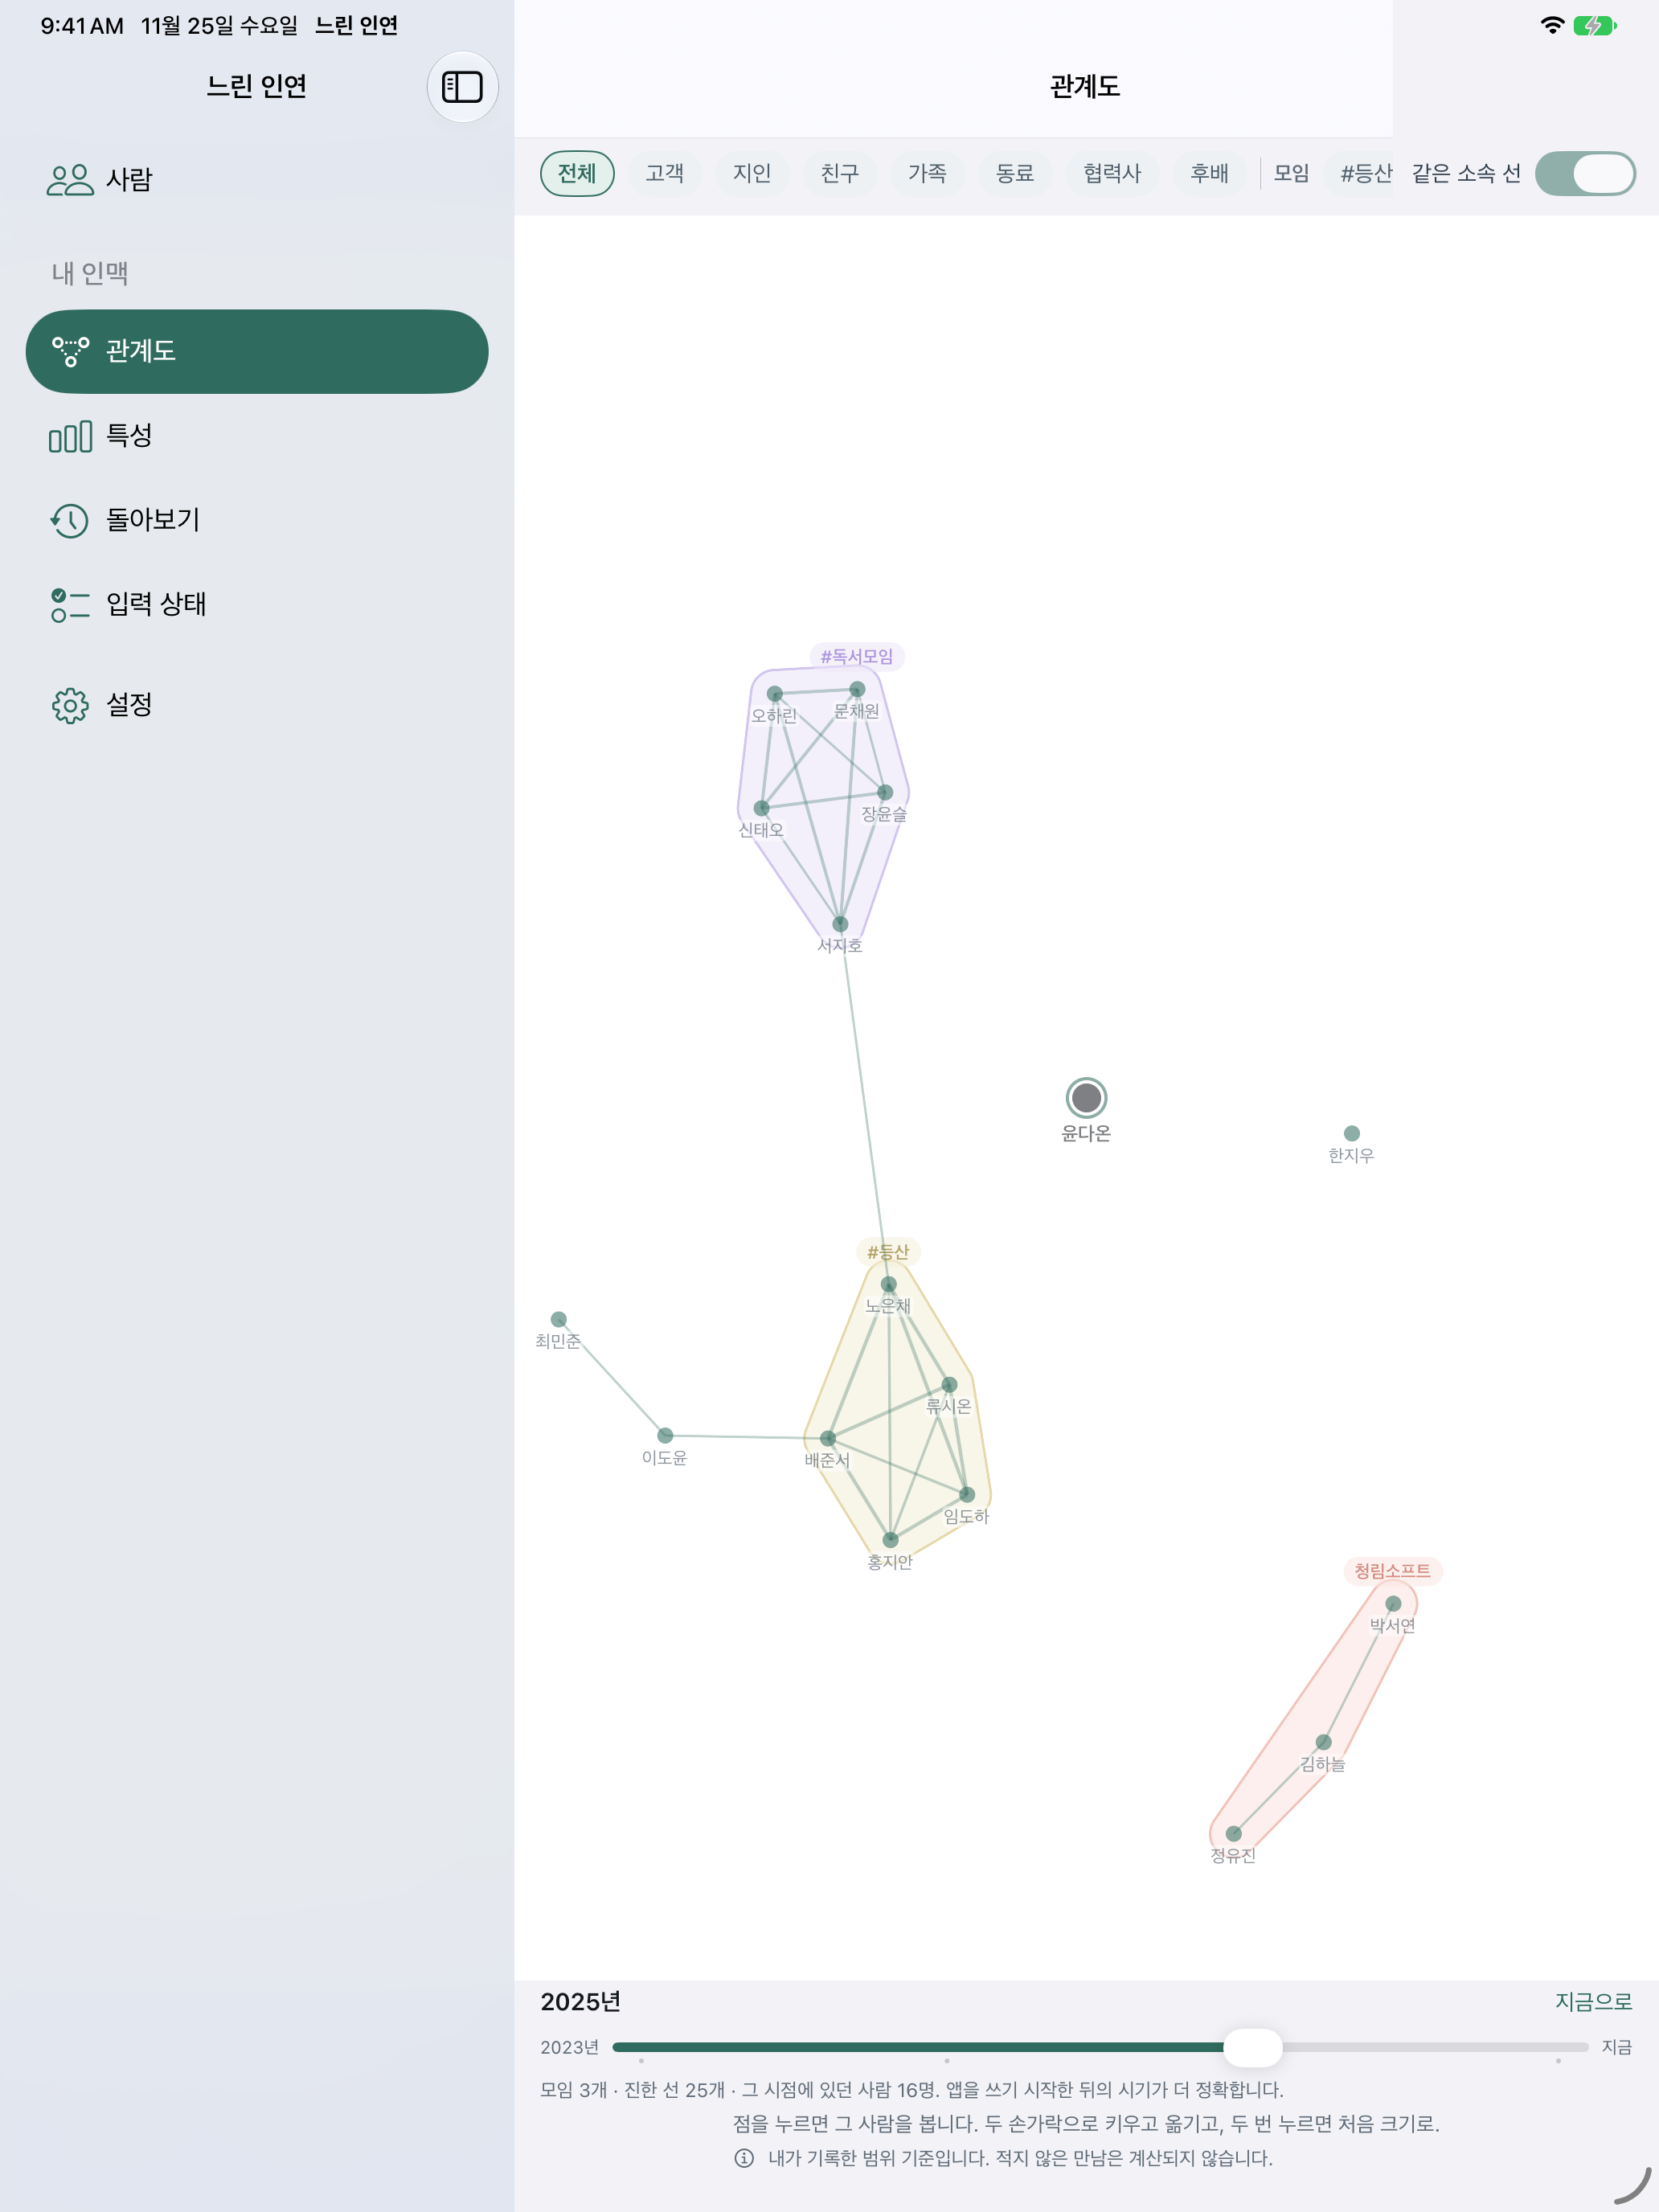 9:41 AM 11월 25일 수요일 느린 인연
느린 인연
사람
내 인맥
관계도
특성
돌아보기
입력 상태
설정
관계도
전체 고객 지인 친구 가족 동료 협력사 후배 모임 #등산 같은 소속 선
#독서모임
오하린
문채원
신태오
장윤슬
서지호
윤다온
한지우
#등산
노은채
최민준
류시온
이도윤
배준서
임도하
홍지안
청림소프트
박서연
김하늘
정유진
2025년
지금으로
2023년
지금
모임 3개 · 진한 선 25개 · 그 시점에 있던 사람 16명. 앱을 쓰기 시작한 뒤의 시기가 더 정확합니다.
점을 누르면 그 사람을 봅니다. 두 손가락으로 키우고 옮기고, 두 번 누르면 처음 크기로.
내가 기록한 범위 기준입니다. 적지 않은 만남은 계산되지 않습니다.